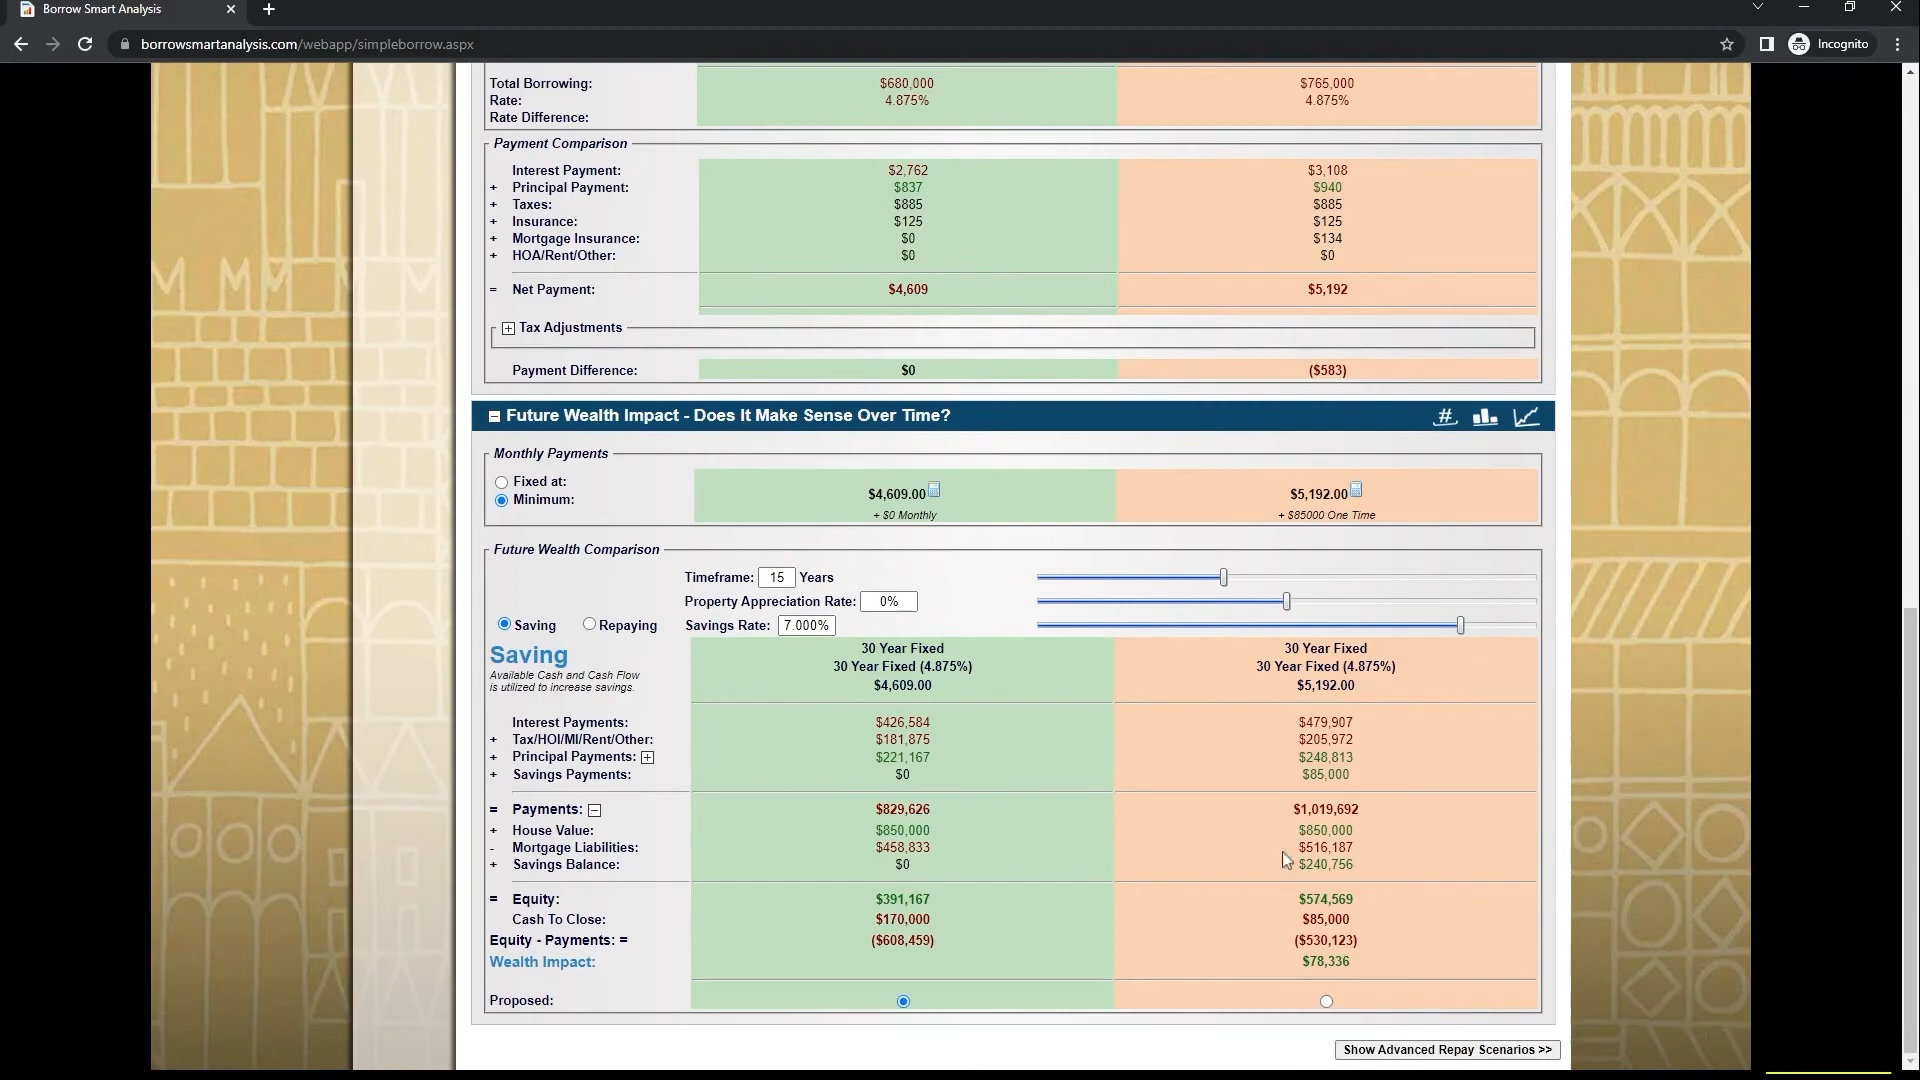 Borrow Smart Analysis
borrowsmartanalysis.com/webapp/simpleborrow.aspx
Incognito
Total Borrowing: $680,000 $765,000
Rate: 4.875% 4.875%
Rate Difference:
Payment Comparison
Interest Payment: $2,762 $3,108
+ Principal Payment: $837 $940
+ Taxes: $885 $885
+ Insurance: $125 $125
+ Mortgage Insurance: $0 $134
+ HOA/Rent/Other: $0 $0
= Net Payment: $4,609 $5,192
+ Tax Adjustments
Payment Difference: $0 ($583)
Future Wealth Impact - Does It Make Sense Over Time? #
Monthly Payments
Fixed at:
Minimum: $4,609.00 $5,192.00
+ $0 Monthly + $85000 One Time
Future Wealth Comparison
Timeframe: 15 Years
Property Appreciation Rate: 0%
Saving Repaying Savings Rate: 7.000%
Saving 30 Year Fixed 30 Year Fixed
Available Cash and Cash Flow 30 Year Fixed (4.875%) 30 Year Fixed (4.875%)
is utilized to increase savings. $4,609.00 $5,192.00
Interest Payments: $426,584 $479,907
+ Tax/HOI/MI/Rent/Other: $181,875 $205,972
+ Principal Payments: $221,167 $248,813
+ Savings Payments: $0 $85,000
= Payments: $829,626 $1,019,692
+ House Value: $850,000 $850,000
- Mortgage Liabilities: $458,833 $516,187
+ Savings Balance: $0 $240,756
= Equity: $391,167 $574,569
Cash To Close: $170,000 $85,000
Equity - Payments: = ($608,459) ($530,123)
Wealth Impact: $78,336
Proposed:
Show Advanced Repay Scenarios >>